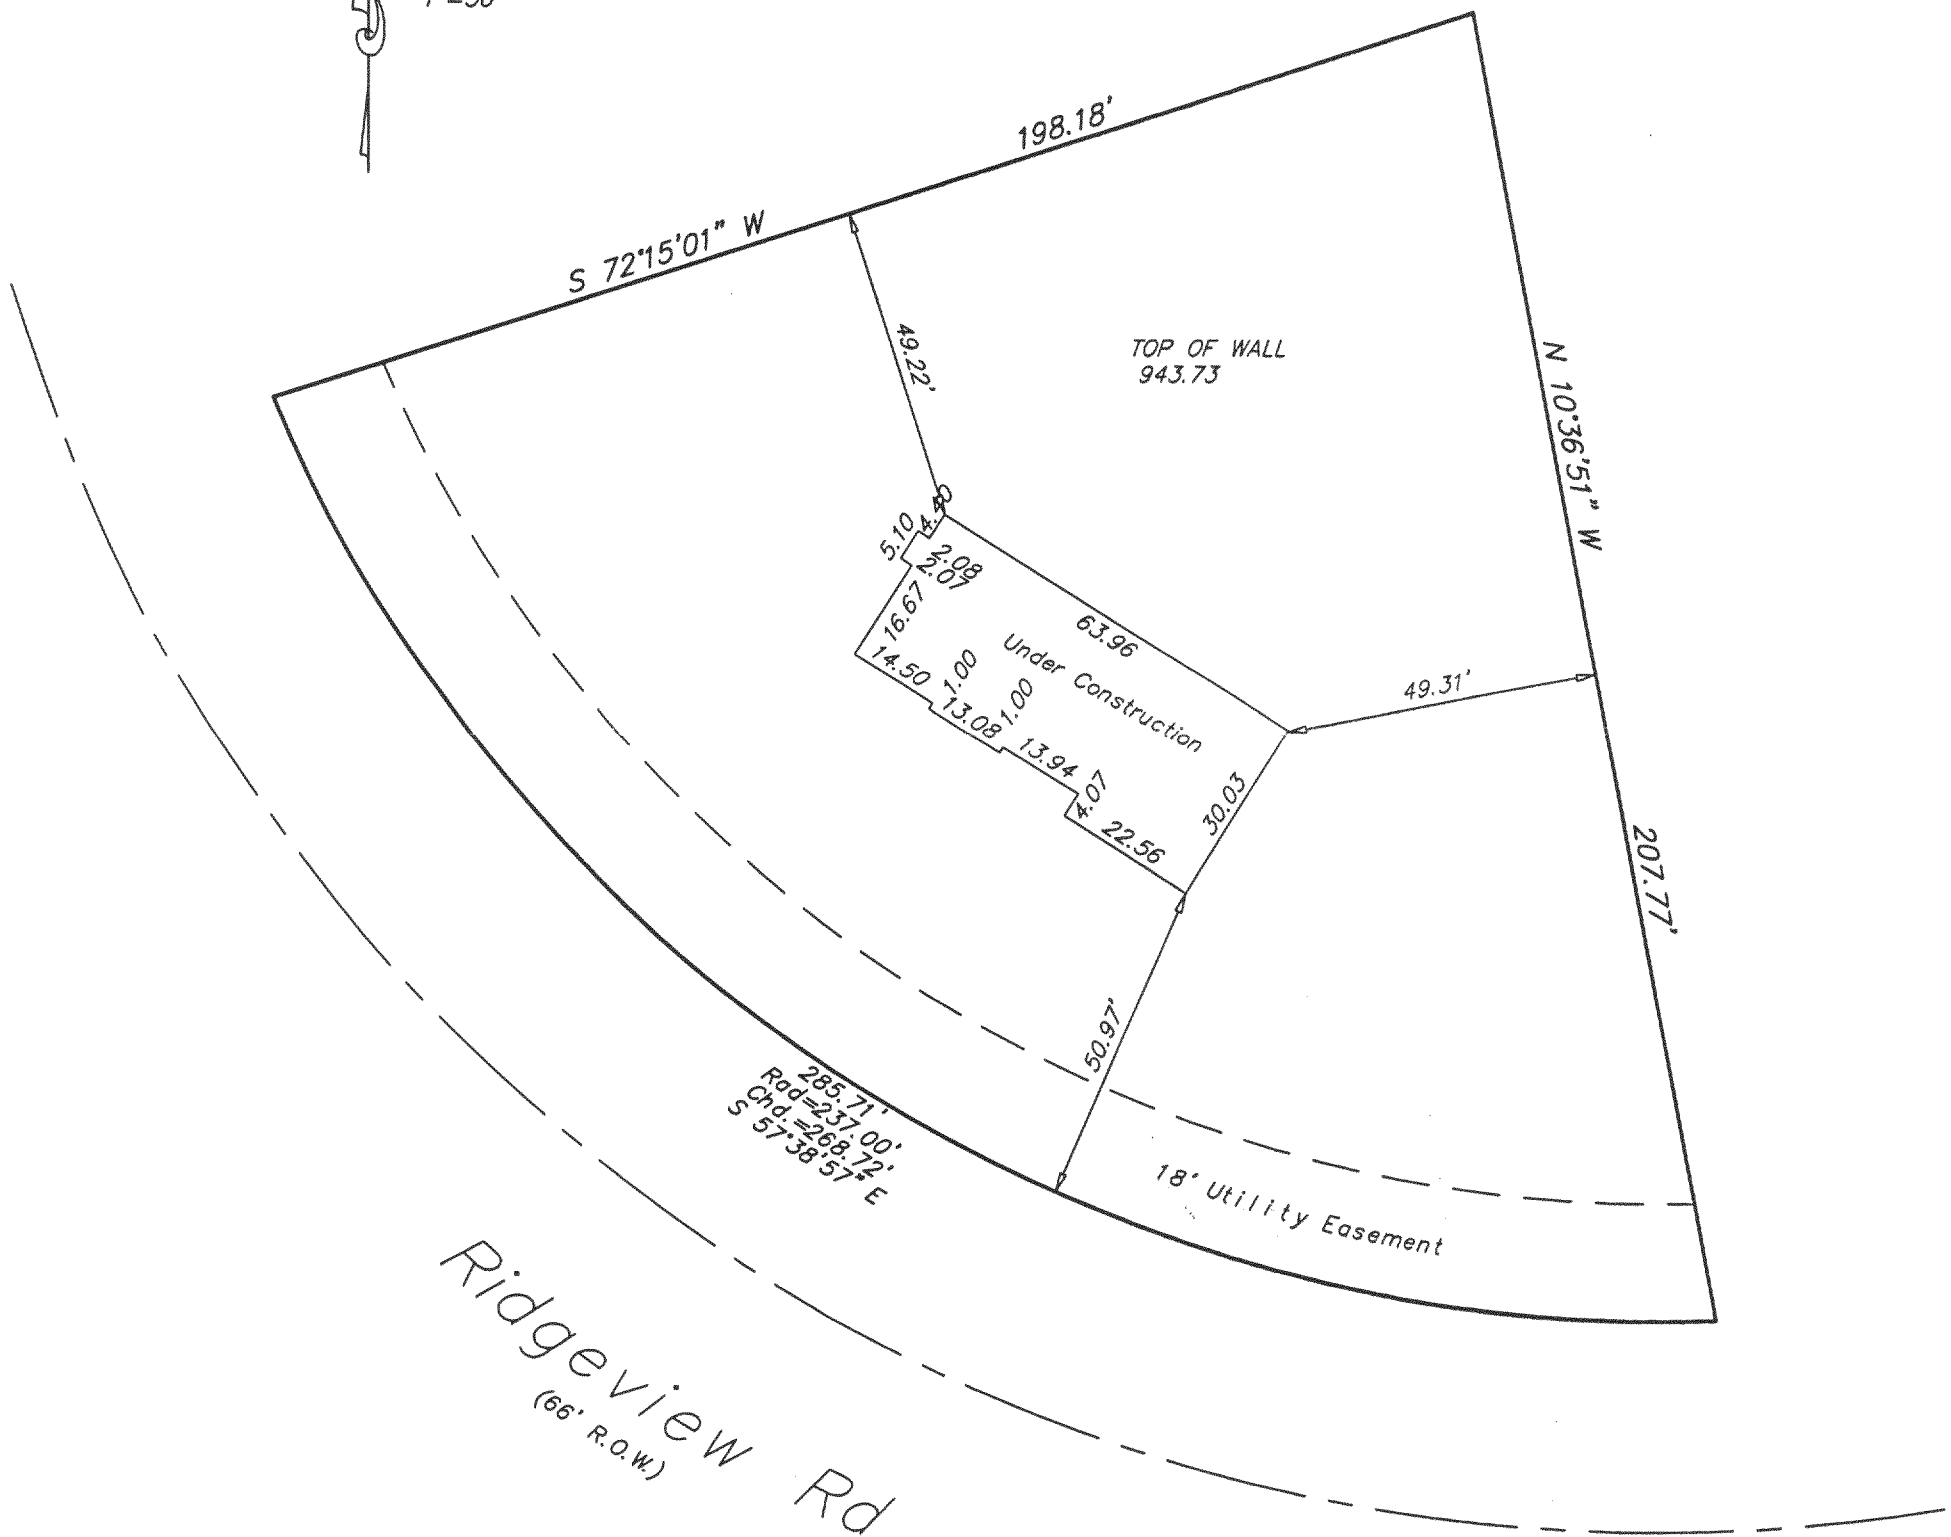 198.18'
S 72°15'01" W
49.22'
TOP OF WALL
943.73
N 10°36'51" W
4.40
5.10
2.08
2.07
16.67
63.96
Under Construction
14.50
1.00
13.08
1.00
13.94
4.07
22.56
30.03
49.31'
207.77'
50.97'
285.71'
Rad=237.00'
Chd.=268.72'
S 57°38'57" E
18' Utility Easement
Ridgeview Rd
(66' R.O.W.)